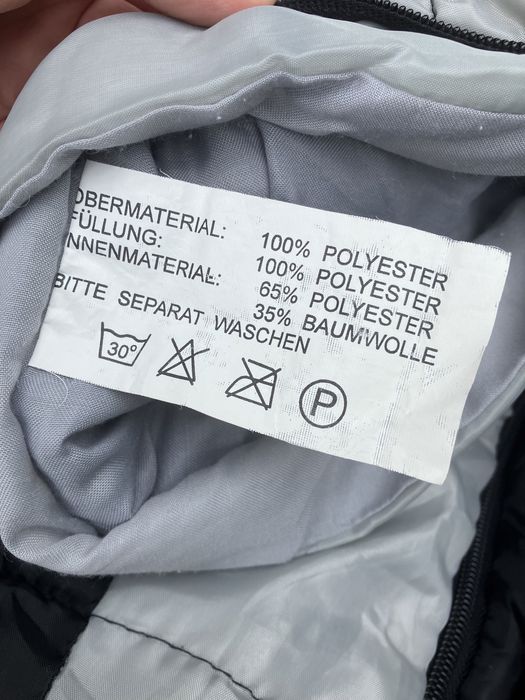 OBERMATERIAL: 100% POLYESTER
FÜLLUNG: 100% POLYESTER
INNENMATERIAL: 65% POLYESTER
35% BAUMWOLLE
BITTE SEPARAT WASCHEN
30°
P